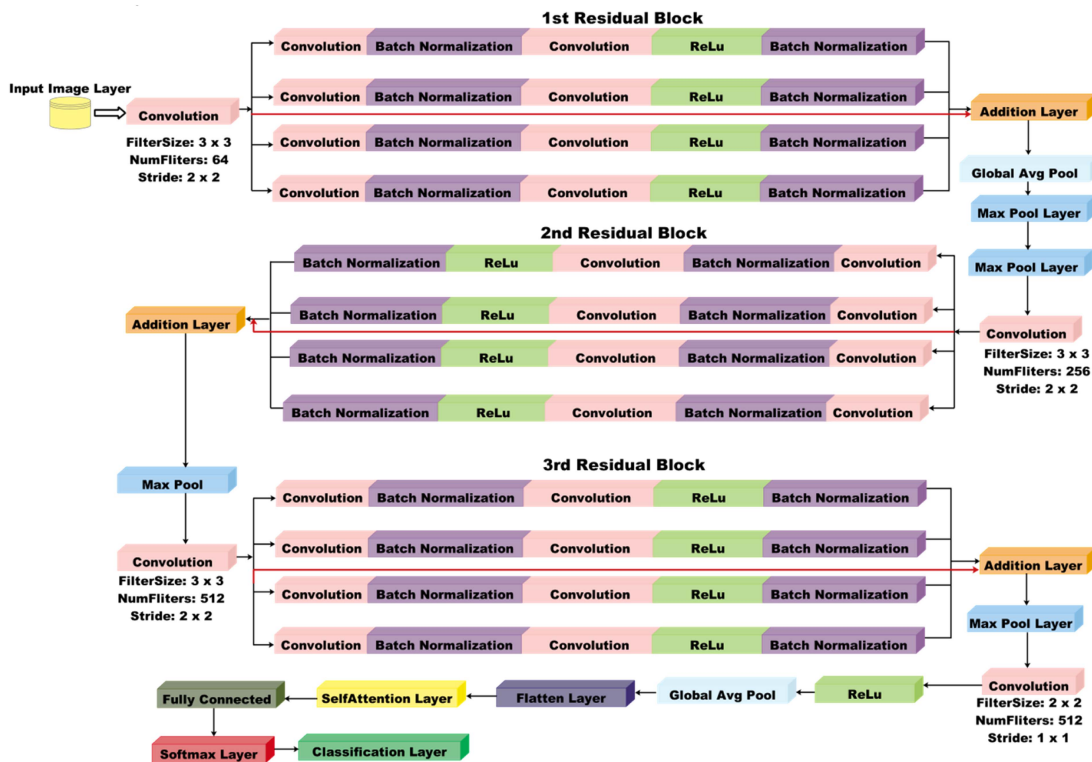 1st Residual Block
Convolution Batch Normalization Convolution ReLu Batch Normalization
Input Image Layer
Convolution Batch Normalization Convolution ReLu Batch Normalization
Convolution
Addition Layer
FilterSize: 3 x 3
NumFliters: 64
Stride: 2 x 2
Convolution Batch Normalization Convolution ReLu Batch Normalization
Convolution Batch Normalization Convolution ReLu Batch Normalization
Global Avg Pool
Max Pool Layer
Max Pool Layer
2nd Residual Block
Batch Normalization ReLu Convolution Batch Normalization Convolution
Batch Normalization ReLu Convolution Batch Normalization Convolution
Addition Layer
Convolution
FilterSize: 3 x 3
NumFliters: 256
Stride: 2 x 2
Batch Normalization ReLu Convolution Batch Normalization Convolution
Batch Normalization ReLu Convolution Batch Normalization Convolution
3rd Residual Block
Max Pool
Convolution Batch Normalization Convolution ReLu Batch Normalization
Convolution Batch Normalization Convolution ReLu Batch Normalization
Convolution
FilterSize: 3 x 3
NumFliters: 512
Stride: 2 x 2
Addition Layer
Convolution Batch Normalization Convolution ReLu Batch Normalization
Convolution Batch Normalization Convolution ReLu Batch Normalization
Max Pool Layer
Convolution
FilterSize: 2 x 2
NumFliters: 512
Stride: 1 x 1
ReLu
Global Avg Pool
Flatten Layer
SelfAttention Layer
Fully Connected
Softmax Layer
Classification Layer